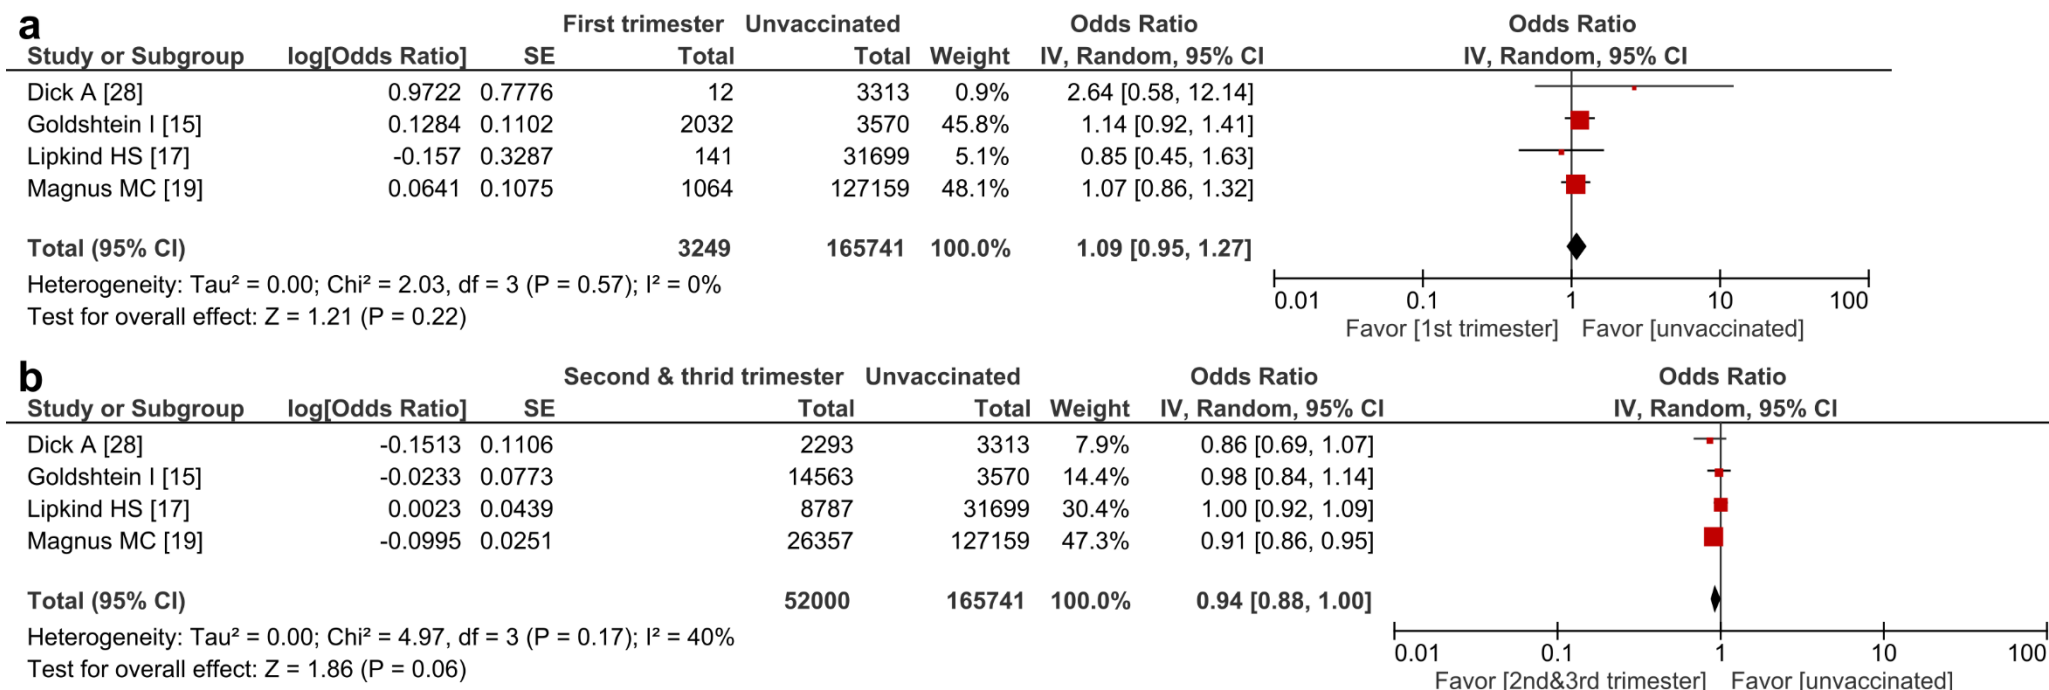 a
First trimester Unvaccinated Odds Ratio Odds Ratio
Study or Subgroup log[Odds Ratio] SE Total Total Weight IV, Random, 95% CI IV, Random, 95% CI
Dick A [28] 0.9722 0.7776 12 3313 0.9% 2.64 [0.58, 12.14]
Goldshtein I [15] 0.1284 0.1102 2032 3570 45.8% 1.14 [0.92, 1.41]
Lipkind HS [17] -0.157 0.3287 141 31699 5.1% 0.85 [0.45, 1.63]
Magnus MC [19] 0.0641 0.1075 1064 127159 48.1% 1.07 [0.86, 1.32]
Total (95% CI) 3249 165741 100.0% 1.09 [0.95, 1.27]
Heterogeneity: Tau² = 0.00; Chi² = 2.03, df = 3 (P = 0.57); I² = 0%
Test for overall effect: Z = 1.21 (P = 0.22)
0.01 0.1 1 10 100
Favor [1st trimester] Favor [unvaccinated]
b
Second & thrid trimester Unvaccinated Odds Ratio Odds Ratio
Study or Subgroup log[Odds Ratio] SE Total Total Weight IV, Random, 95% CI IV, Random, 95% CI
Dick A [28] -0.1513 0.1106 2293 3313 7.9% 0.86 [0.69, 1.07]
Goldshtein I [15] -0.0233 0.0773 14563 3570 14.4% 0.98 [0.84, 1.14]
Lipkind HS [17] 0.0023 0.0439 8787 31699 30.4% 1.00 [0.92, 1.09]
Magnus MC [19] -0.0995 0.0251 26357 127159 47.3% 0.91 [0.86, 0.95]
Total (95% CI) 52000 165741 100.0% 0.94 [0.88, 1.00]
Heterogeneity: Tau² = 0.00; Chi² = 4.97, df = 3 (P = 0.17); I² = 40%
Test for overall effect: Z = 1.86 (P = 0.06)
0.01 0.1 1 10 100
Favor [2nd&3rd trimester] Favor [unvaccinated]